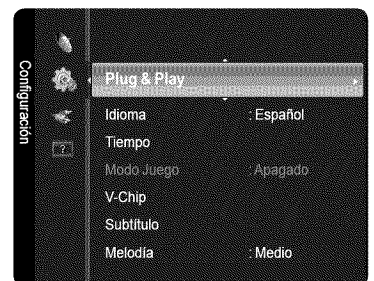 Configuración
Plug & Play
Idioma : Español
Tiempo
Modo Juego : Apagado
V-Chip
Subtítulo
Melodía : Medio